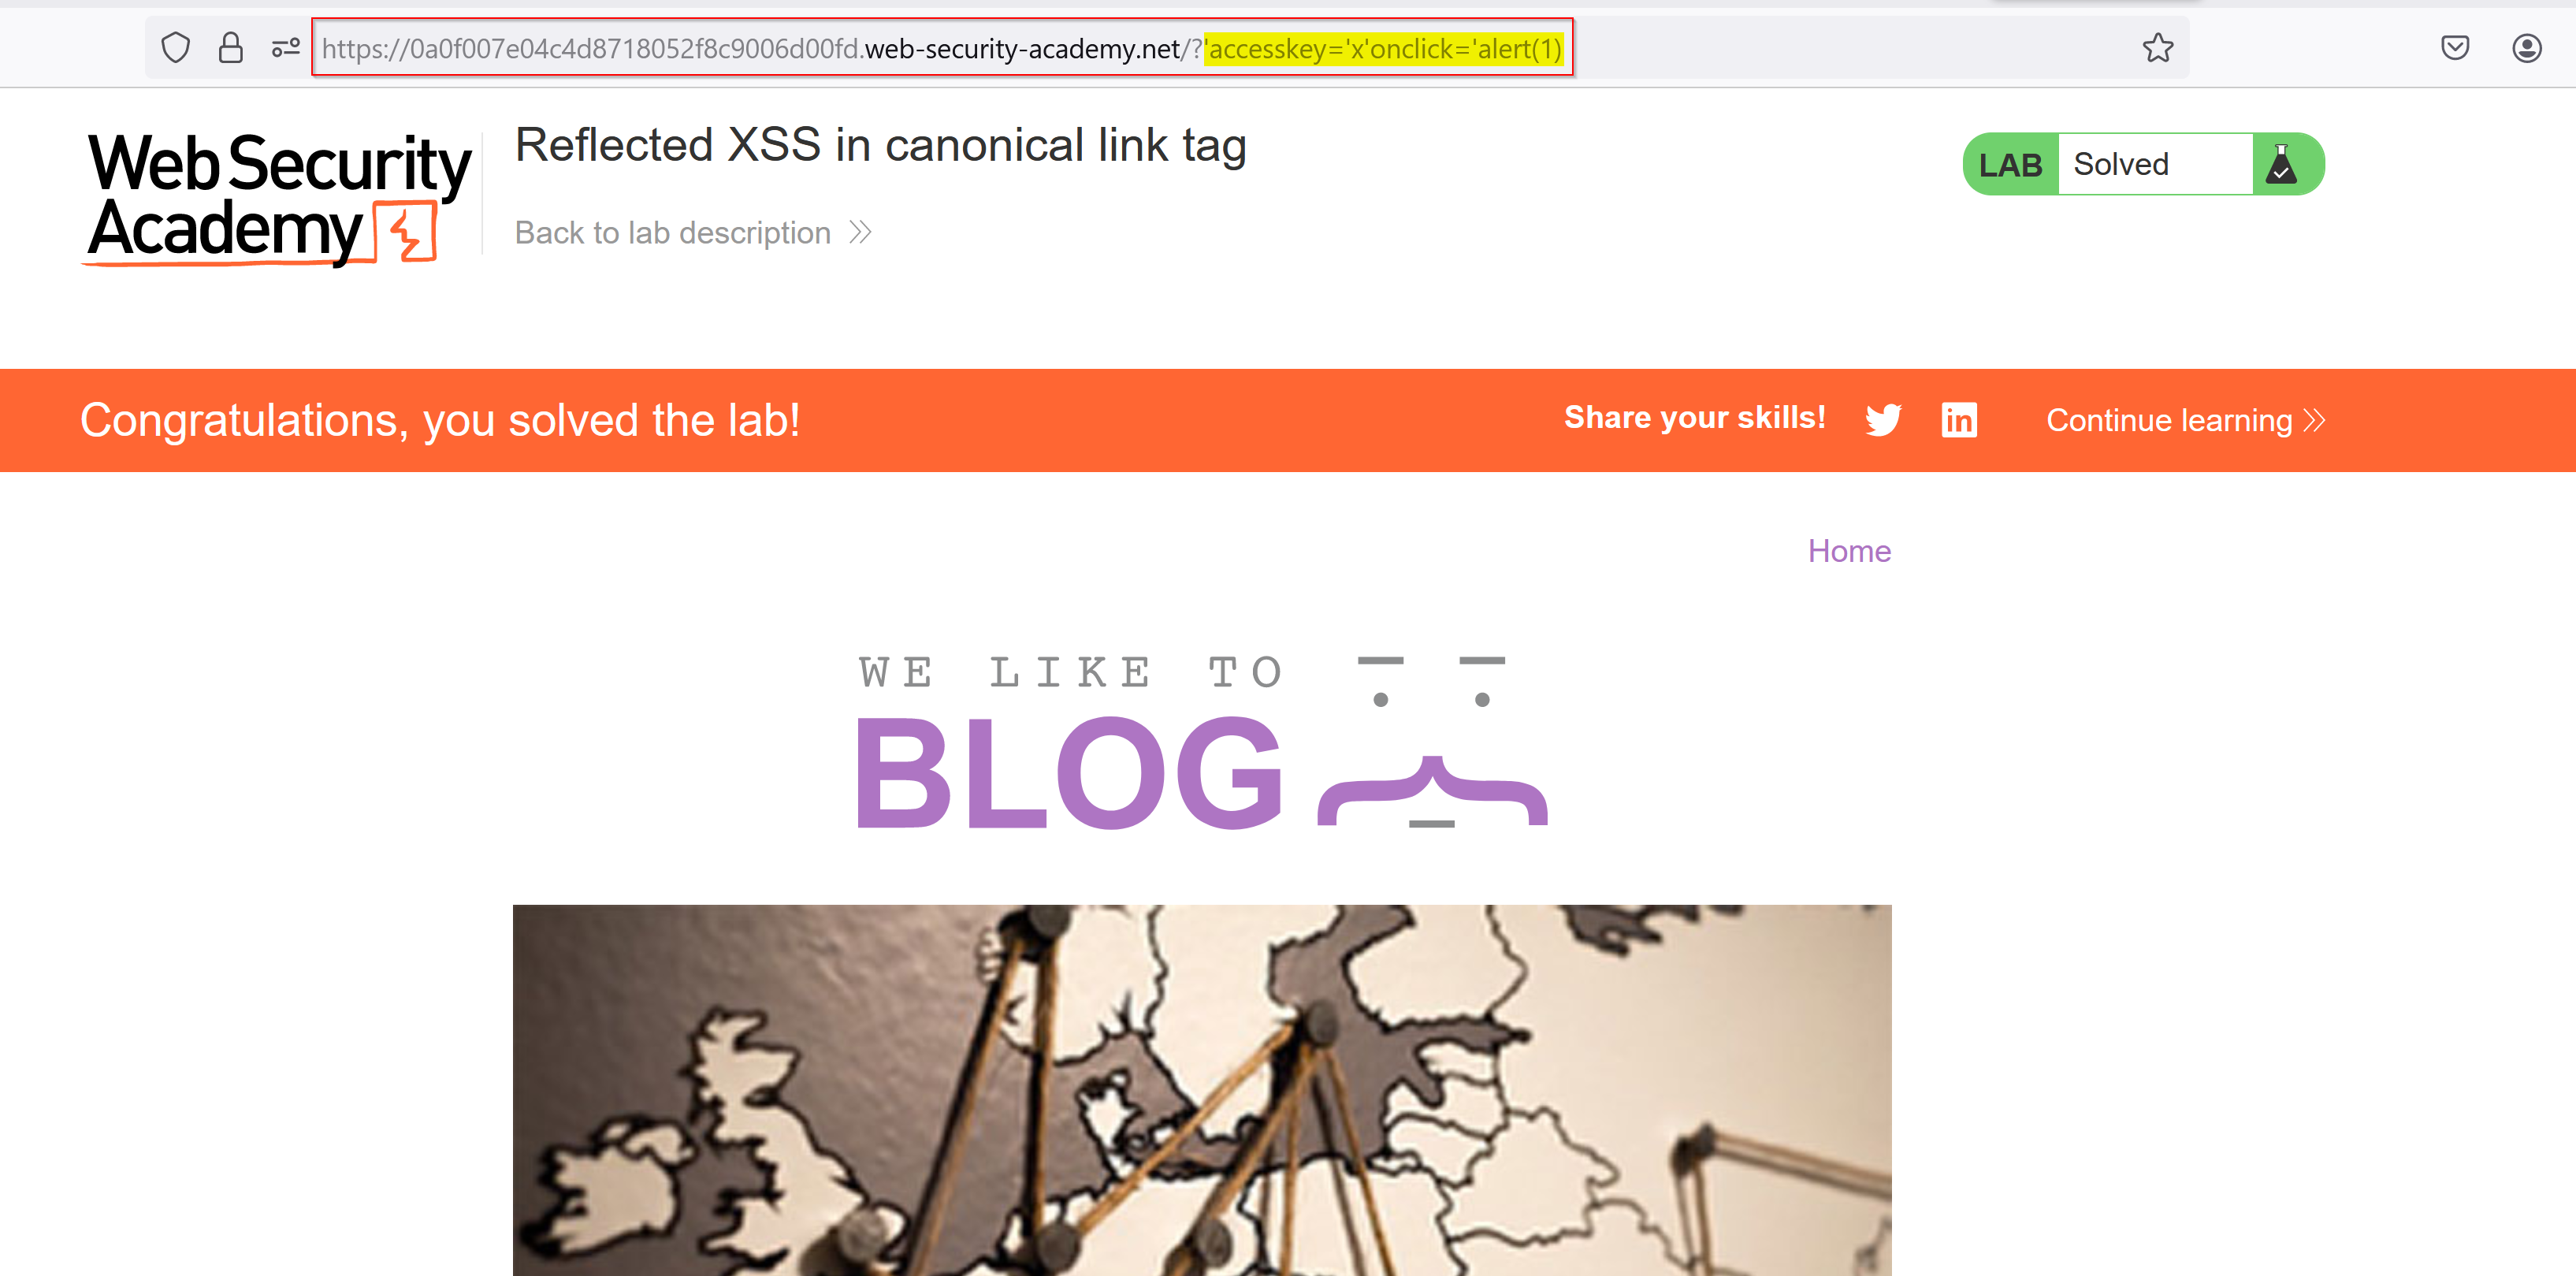 https://0a0f007e04c4d8718052f8c9006d00fd.web-security-academy.net/?'accesskey='x'onclick='alert(1)
Web Security
Academy
Reflected XSS in canonical link tag
Back to lab description
LAB Solved
Congratulations, you solved the lab!
Share your skills!
in
Continue learning
Home
WE LIKE TO
BLOG